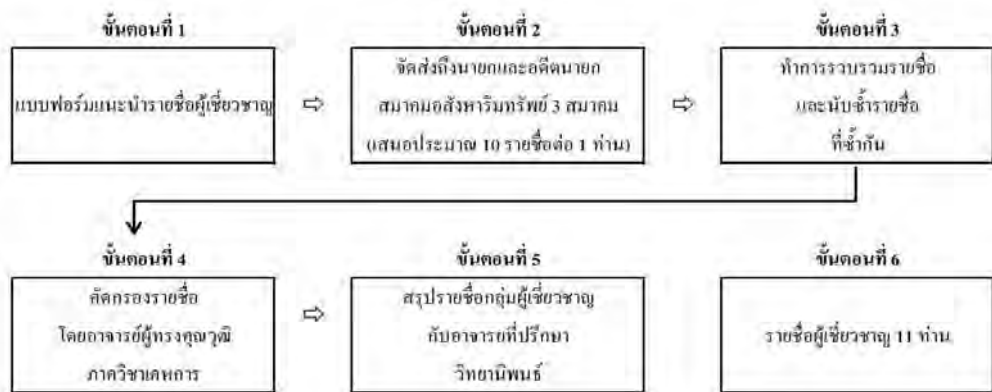 ขั้นตอนที่ 1
แบบฟอร์มแนะนำรายชื่อผู้เชี่ยวชาญ
⇨
ขั้นตอนที่ 2
จัดส่งถึงนายกและอดีตนายก
สมาคมอสังหาริมทรัพย์ 3 สมาคม
(เสนอประมาณ 10 รายชื่อต่อ 1 ท่าน)
⇨
ขั้นตอนที่ 3
ทำการรวบรวมรายชื่อ
และนับซ้ำรายชื่อ
ที่ซ้ำกัน
ขั้นตอนที่ 4
คัดกรองรายชื่อ
โดยอาจารย์ผู้ทรงคุณวุฒิ
ภาควิชาเคหการ
⇨
ขั้นตอนที่ 5
สรุปรายชื่อกลุ่มผู้เชี่ยวชาญ
กับอาจารย์ที่ปรึกษา
วิทยานิพนธ์
ขั้นตอนที่ 6
รายชื่อผู้เชี่ยวชาญ 11 ท่าน